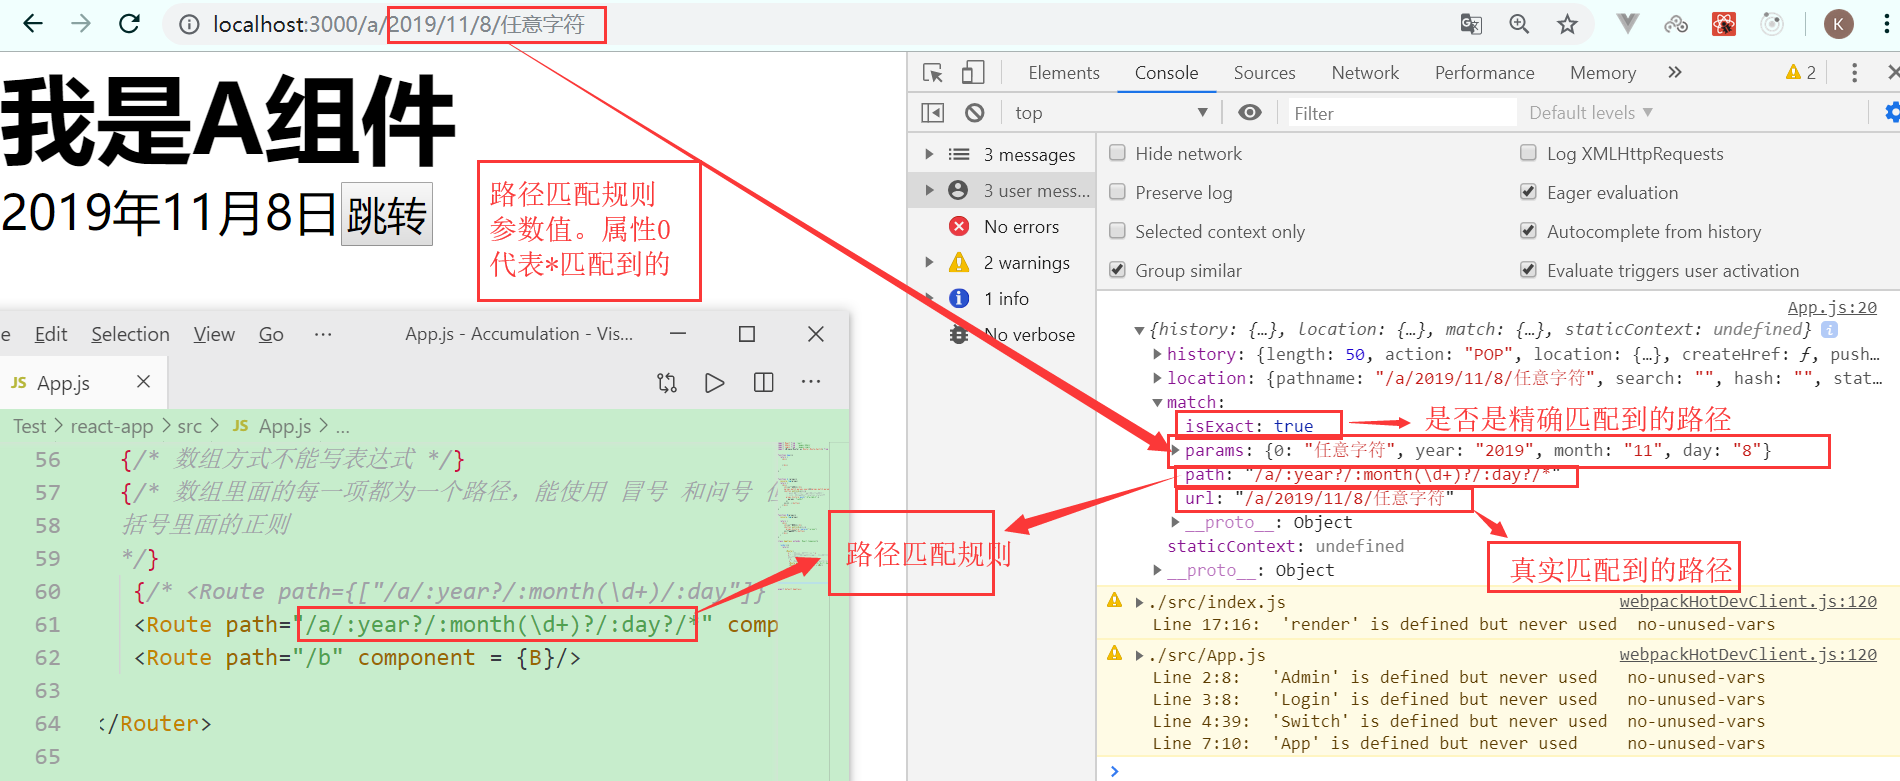 localhost:3000/a/2019/11/8/任意字符
K
我是A组件
2019年11月8日 跳转
路径匹配规则
参数值。属性0
代表*匹配到的
Edit Selection View Go ··· App.js - Accumulation - Vis...
JS App.js
Test > react-app > src > JS App.js > ...
56 {/* 数组方式不能写表达式 */}
57 {/* 数组里面的每一项都为一个路径，能使用 冒号 和问号
58 括号里面的正则
59 */}
60 {/* <Route path={["/a/:year?/:month(\d+)/:day"]}
61 <Route path="/a/:year?/:month(\d+)?/:day?/*" comp
62 <Route path="/b" component = {B}/>
63
64 </Router>
65
路径匹配规则
Elements Console Sources Network Performance Memory » 2
top Filter Default levels
3 messages
3 user mess...
No errors
2 warnings
1 info
No verbose
Hide network Log XMLHttpRequests
Preserve log Eager evaluation
Selected context only Autocomplete from history
Group similar Evaluate triggers user activation
App.js:20
{history: {…}, location: {…}, match: {…}, staticContext: undefined} i
history: {length: 50, action: "POP", location: {…}, createHref: ƒ, push…
location: {pathname: "/a/2019/11/8/任意字符", search: "", hash: "", stat…
match:
isExact: true 是否是精确匹配到的路径
params: {0: "任意字符", year: "2019", month: "11", day: "8"}
path: "/a/:year?/:month(\d+)?/:day?/*"
url: "/a/2019/11/8/任意字符"
__proto__: Object
staticContext: undefined
__proto__: Object
真实匹配到的路径
./src/index.js webpackHotDevClient.js:120
Line 17:16: 'render' is defined but never used no-unused-vars
./src/App.js webpackHotDevClient.js:120
Line 2:8: 'Admin' is defined but never used no-unused-vars
Line 3:8: 'Login' is defined but never used no-unused-vars
Line 4:39: 'Switch' is defined but never used no-unused-vars
Line 7:10: 'App' is defined but never used no-unused-vars